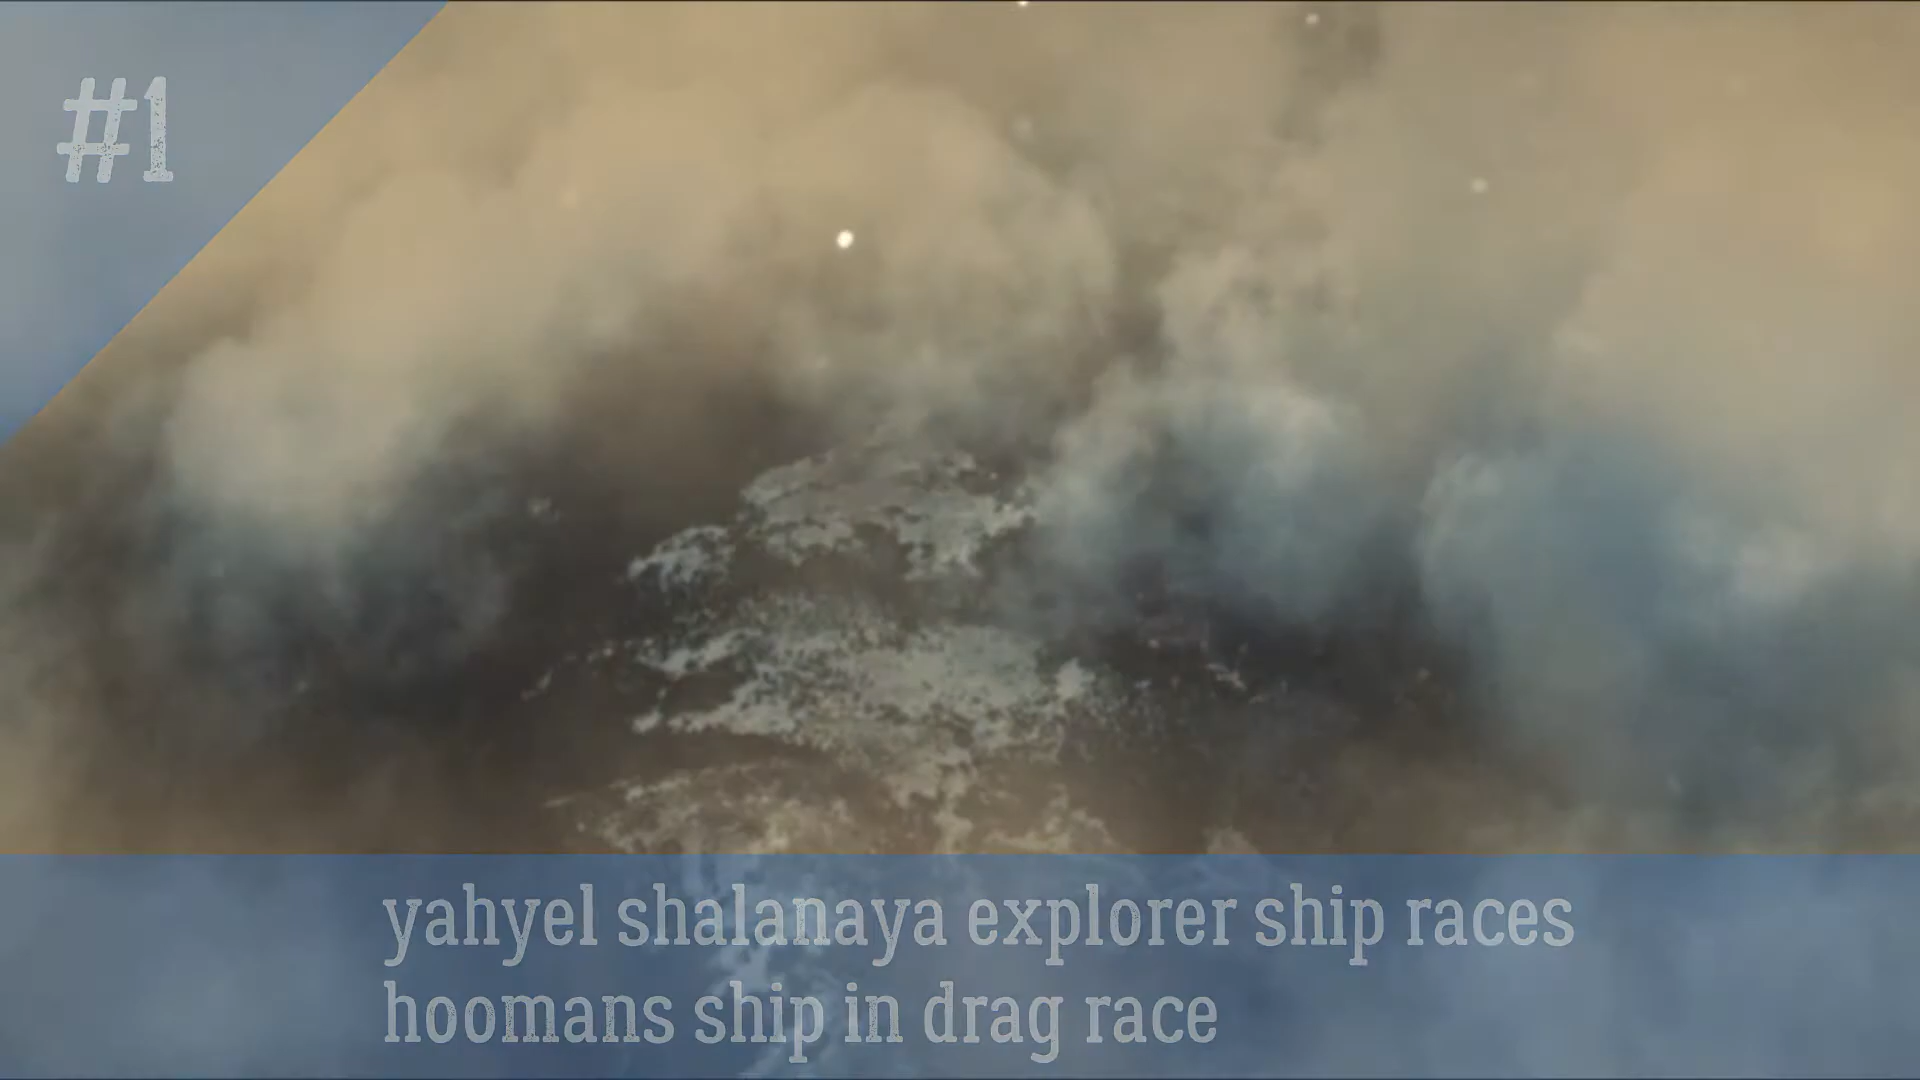 #1
yahyel shalanaya explorer ship races
hoomans ship in drag race